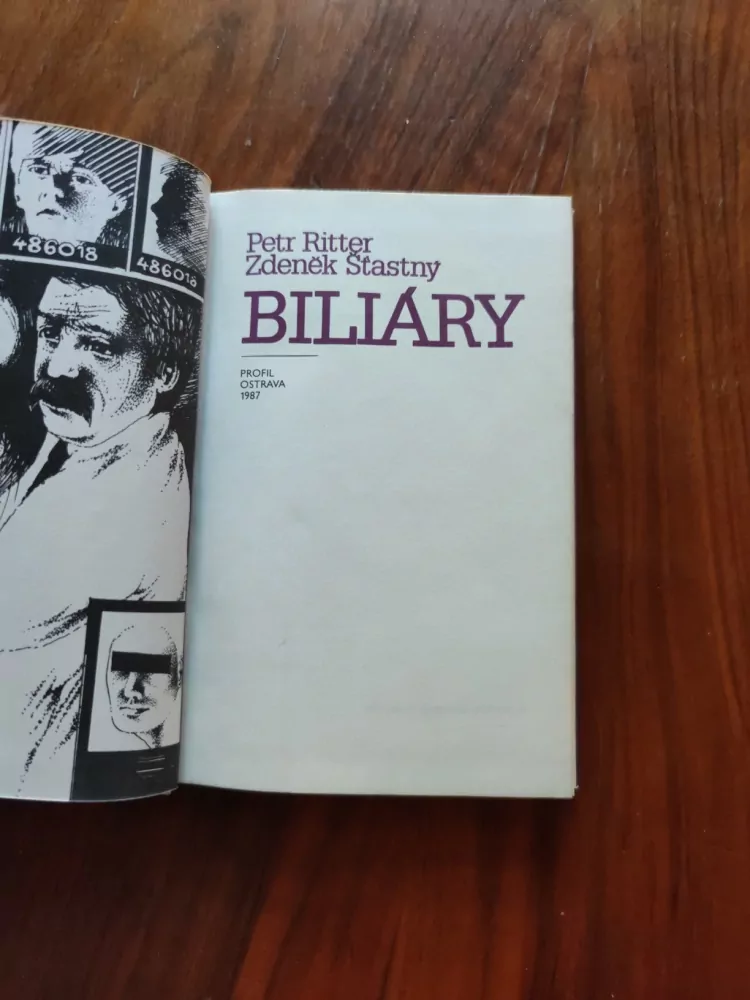 486018
486018
Petr Ritter
Zdeněk Šťastný
BILIÁRY
PROFIL
OSTRAVA
1987